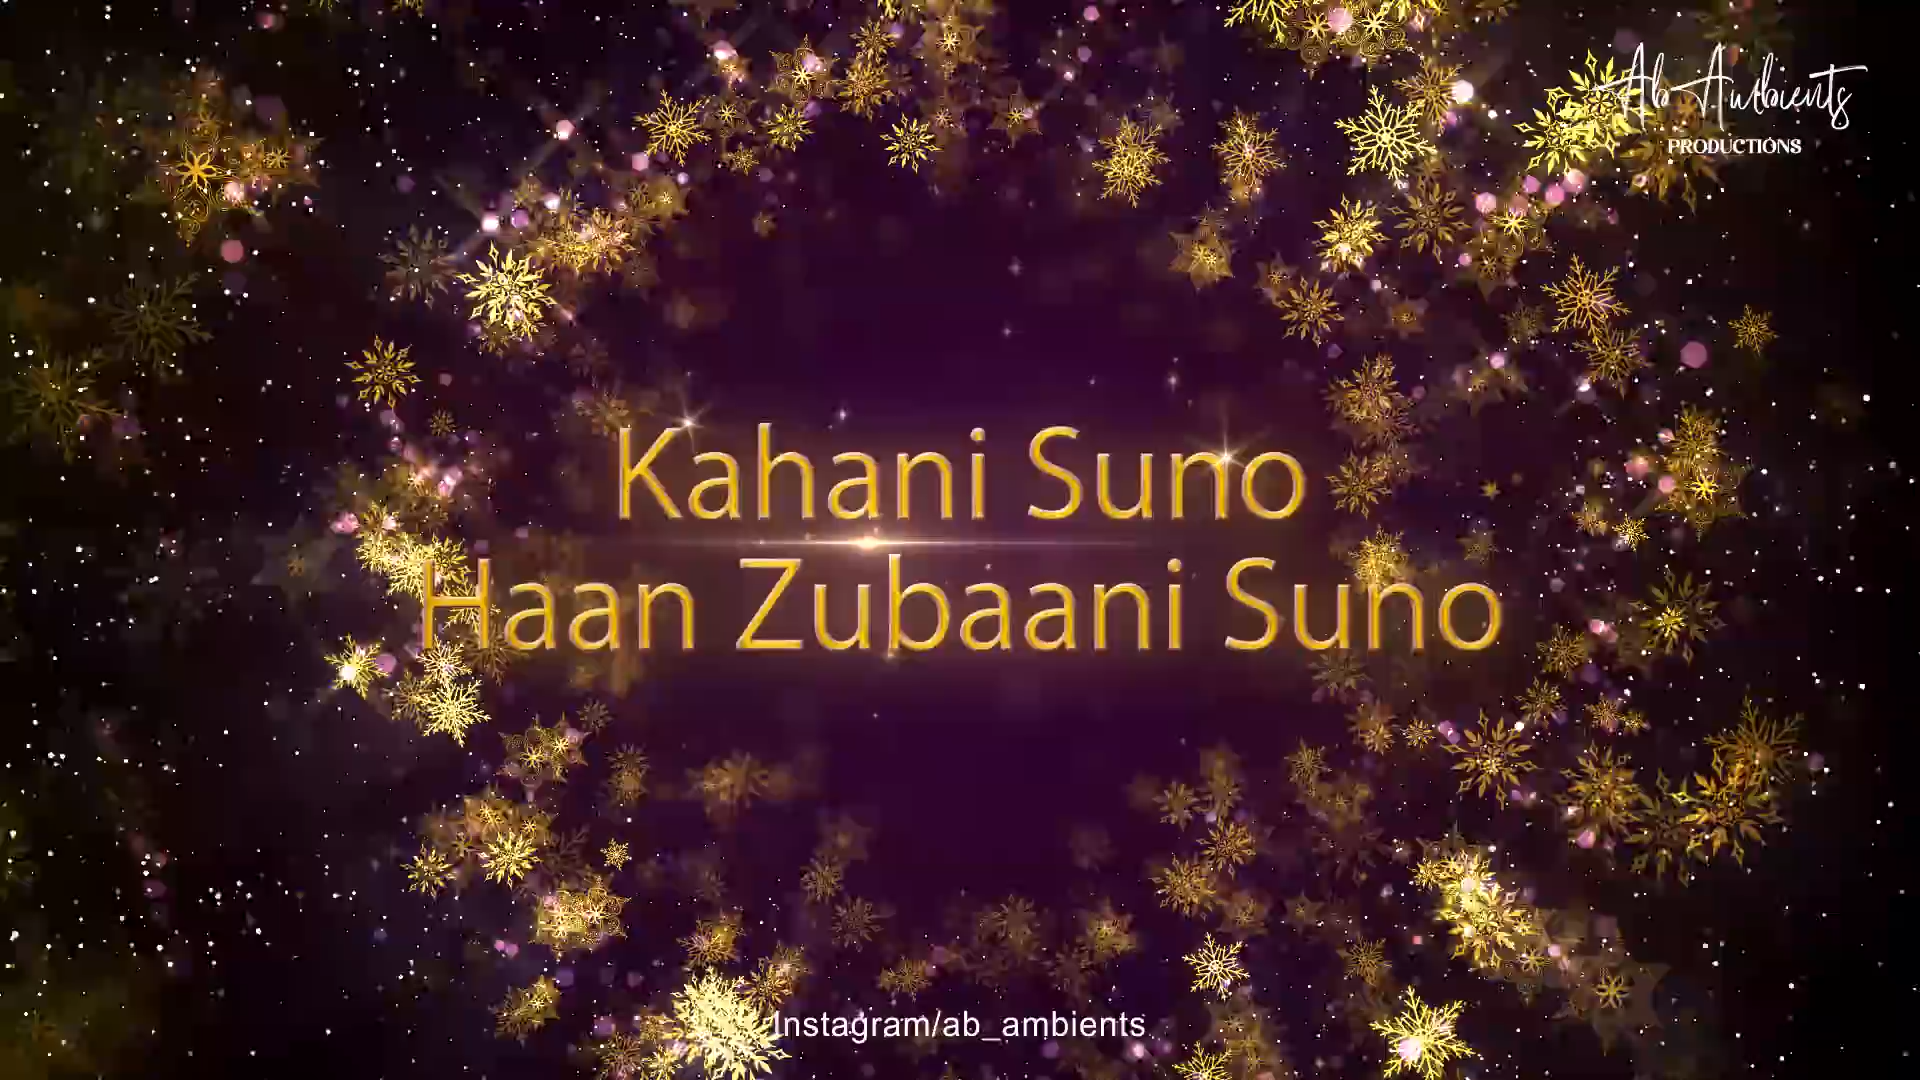 Ab Ambients
PRODUCTIONS
Kahani Suno
Haan Zubaani Suno
Instagram/ab_ambients